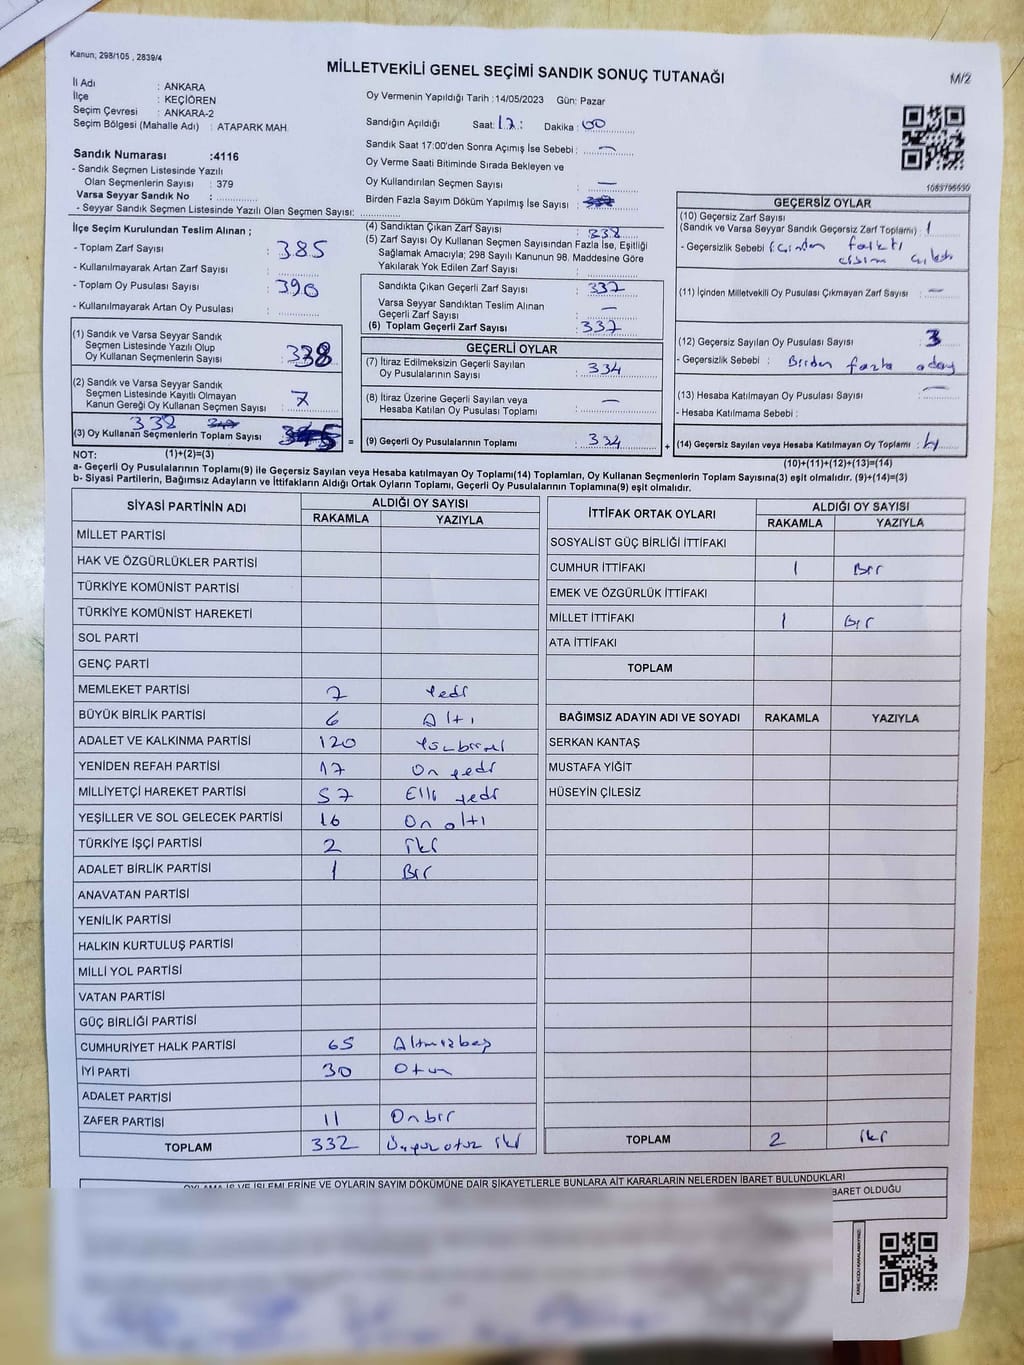 Kanun; 298/105 , 2839/4
MİLLETVEKİLİ GENEL SEÇİMİ SANDIK SONUÇ TUTANAĞI
M/2
İl Adı : ANKARA
İlçe : KEÇİÖREN
Seçim Çevresi : ANKARA-2
Seçim Bölgesi (Mahalle Adı) : ATAPARK MAH.
Sandık Numarası :4116
- Sandık Seçmen Listesinde Yazılı
Olan Seçmenlerin Sayısı : 379
Varsa Seyyar Sandık No :
- Seyyar Sandık Seçmen Listesinde Yazılı Olan Seçmen Sayısı:
Oy Vermenin Yapıldığı Tarih :14/05/2023 Gün: Pazar
Sandığın Açıldığı Saat: 17: Dakika : 00
Sandık Saat 17:00'den Sonra Açımış İse Sebebi : —
Oy Verme Saati Bitiminde Sırada Bekleyen ve
Oy Kullandırılan Seçmen Sayısı : —
Birden Fazla Sayım Döküm Yapılmış İse Sayısı :
1083796530
İlçe Seçim Kurulundan Teslim Alınan ;
- Toplam Zarf Sayısı : 385
- Kullanılmayarak Artan Zarf Sayısı :
- Toplam Oy Pusulası Sayısı : 390
- Kullanılmayarak Artan Oy Pusulası :
(1) Sandık ve Varsa Seyyar Sandık
Seçmen Listesinde Yazılı Olup
Oy Kullanan Seçmenlerin Sayısı : 338
(2) Sandık ve Varsa Seyyar Sandık
Seçmen Listesinde Kayıtlı Olmayan
Kanun Gereği Oy Kullanan Seçmen Sayısı : 7
338
(3) Oy Kullanan Seçmenlerin Toplam Sayısı =
(4) Sandıktan Çıkan Zarf Sayısı : 338
(5) Zarf Sayısı Oy Kullanan Seçmen Sayısından Fazla İse, Eşitliği
Sağlamak Amacıyla; 298 Sayılı Kanunun 98. Maddesine Göre
Yakılarak Yok Edilen Zarf Sayısı :
Sandıkta Çıkan Geçerli Zarf Sayısı : 337
Varsa Seyyar Sandıktan Teslim Alınan
Geçerli Zarf Sayısı : —
(6) Toplam Geçerli Zarf Sayısı : 337
GEÇERLİ OYLAR
(7) İtiraz Edilmeksizin Geçerli Sayılan
Oy Pusulalarının Sayısı : 334
(8) İtiraz Üzerine Geçerli Sayılan veya
Hesaba Katılan Oy Pusulası Toplamı : —
(9) Geçerli Oy Pusulalarının Toplamı : 334 +
GEÇERSİZ OYLAR
(10) Geçersiz Zarf Sayısı
(Sandık ve Varsa Seyyar Sandık Geçersiz Zarf Toplamı) : 1
- Geçersizlik Sebebi : içinden farklı
cisim
(11) İçinden Milletvekili Oy Pusulası Çıkmayan Zarf Sayısı : —
(12) Geçersiz Sayılan Oy Pusulası Sayısı : 3
- Geçersizlik Sebebi : Birden fazla aday
(13) Hesaba Katılmayan Oy Pusulası Sayısı : —
- Hesaba Katılmama Sebebi :
(14) Geçersiz Sayılan veya Hesaba Katılmayan Oy Toplamı : 4
NOT: (1)+(2)=(3)
(10)+(11)+(12)+(13)=(14)
a- Geçerli Oy Pusulalarının Toplamı(9) ile Geçersiz Sayılan veya Hesaba katılmayan Oy Toplamı(14) Toplamları, Oy Kullanan Seçmenlerin Toplam Sayısına(3) eşit olmalıdır. (9)+(14)=(3)
b- Siyasi Partilerin, Bağımsız Adayların ve İttifakların Aldığı Ortak Oyların Toplamı, Geçerli Oy Pusulalarının Toplamına(9) eşit olmalıdır.
SİYASİ PARTİNİN ADI ALDIĞI OY SAYISI
RAKAMLA YAZIYLA
MİLLET PARTİSİ
HAK VE ÖZGÜRLÜKLER PARTİSİ
TÜRKİYE KOMÜNİST PARTİSİ
TÜRKİYE KOMÜNİST HAREKETİ
SOL PARTİ
GENÇ PARTİ
MEMLEKET PARTİSİ 7 Yedi
BÜYÜK BİRLİK PARTİSİ 6 Altı
ADALET VE KALKINMA PARTİSİ 120 Yüzbirmi
YENİDEN REFAH PARTİSİ 17 On yedi
MİLLİYETÇİ HAREKET PARTİSİ 57 Elli yedi
YEŞİLLER VE SOL GELECEK PARTİSİ 16 On altı
TÜRKİYE İŞÇİ PARTİSİ 2 iki
ADALET BİRLİK PARTİSİ 1 Bir
ANAVATAN PARTİSİ
YENİLİK PARTİSİ
HALKIN KURTULUŞ PARTİSİ
MİLLİ YOL PARTİSİ
VATAN PARTİSİ
GÜÇ BİRLİĞİ PARTİSİ
CUMHURİYET HALK PARTİSİ 65 Altmışbeş
İYİ PARTİ 30 Otuz
ADALET PARTİSİ
ZAFER PARTİSİ 11 Onbir
TOPLAM 332 Üçyüz otuz iki
İTTİFAK ORTAK OYLARI ALDIĞI OY SAYISI
RAKAMLA YAZIYLA
SOSYALİST GÜÇ BİRLİĞİ İTTİFAKI
CUMHUR İTTİFAKI 1 Bir
EMEK VE ÖZGÜRLÜK İTTİFAKI
MİLLET İTTİFAKI 1 Bir
ATA İTTİFAKI
TOPLAM
BAĞIMSIZ ADAYIN ADI VE SOYADI RAKAMLA YAZIYLA
SERKAN KANTAŞ
MUSTAFA YİĞİT
HÜSEYİN ÇİLESİZ
TOPLAM 2 iki
OYLAMA İŞ VE İŞLEMLERİNE VE OYLARIN SAYIM DÖKÜMÜNE DAİR ŞİKAYETLERLE BUNLARA AİT KARARLARIN NELERDEN İBARET BULUNDUKLARI
BARET OLDUĞU
KARE KODU KARALAMAYINIZ!